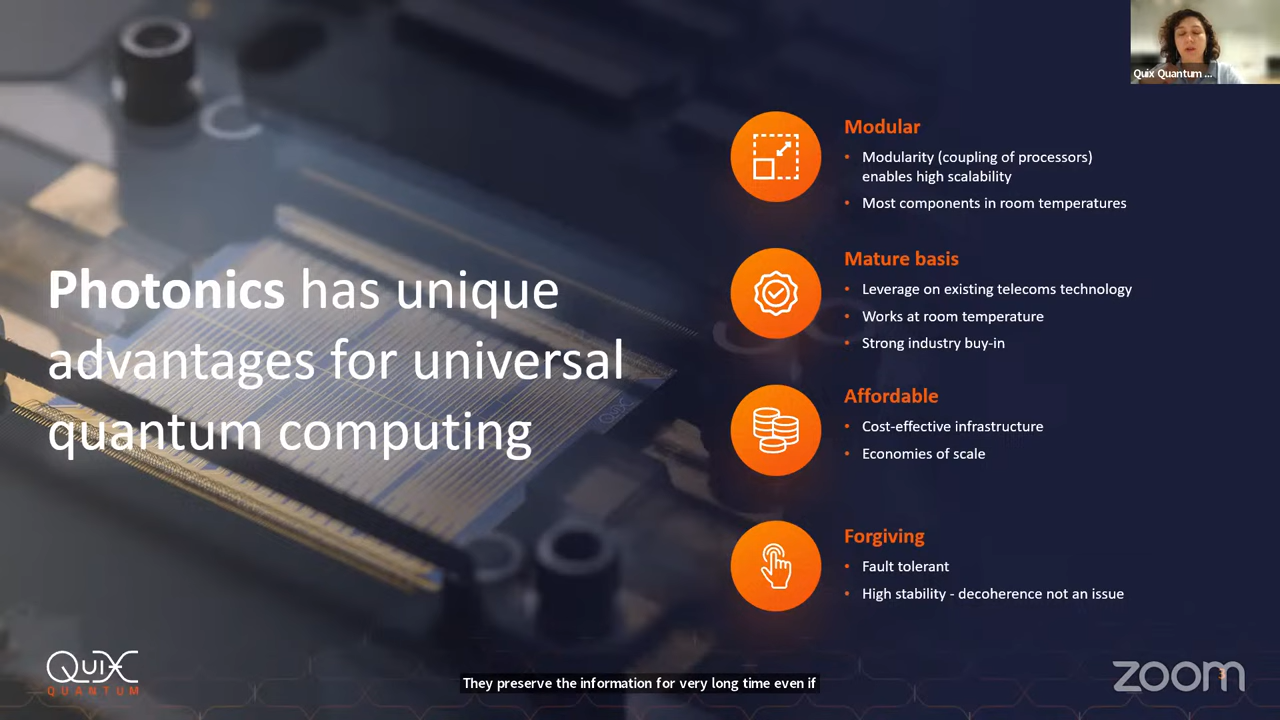 Quix Quantum ...
Photonics has unique
advantages for universal
quantum computing
Modular
• Modularity (coupling of processors)
enables high scalability
• Most components in room temperatures
Mature basis
• Leverage on existing telecoms technology
• Works at room temperature
• Strong industry buy-in
Affordable
• Cost-effective infrastructure
• Economies of scale
Forgiving
• Fault tolerant
• High stability - decoherence not an issue
QuiX
QUANTUM
They preserve the information for very long time even if
zoom
3